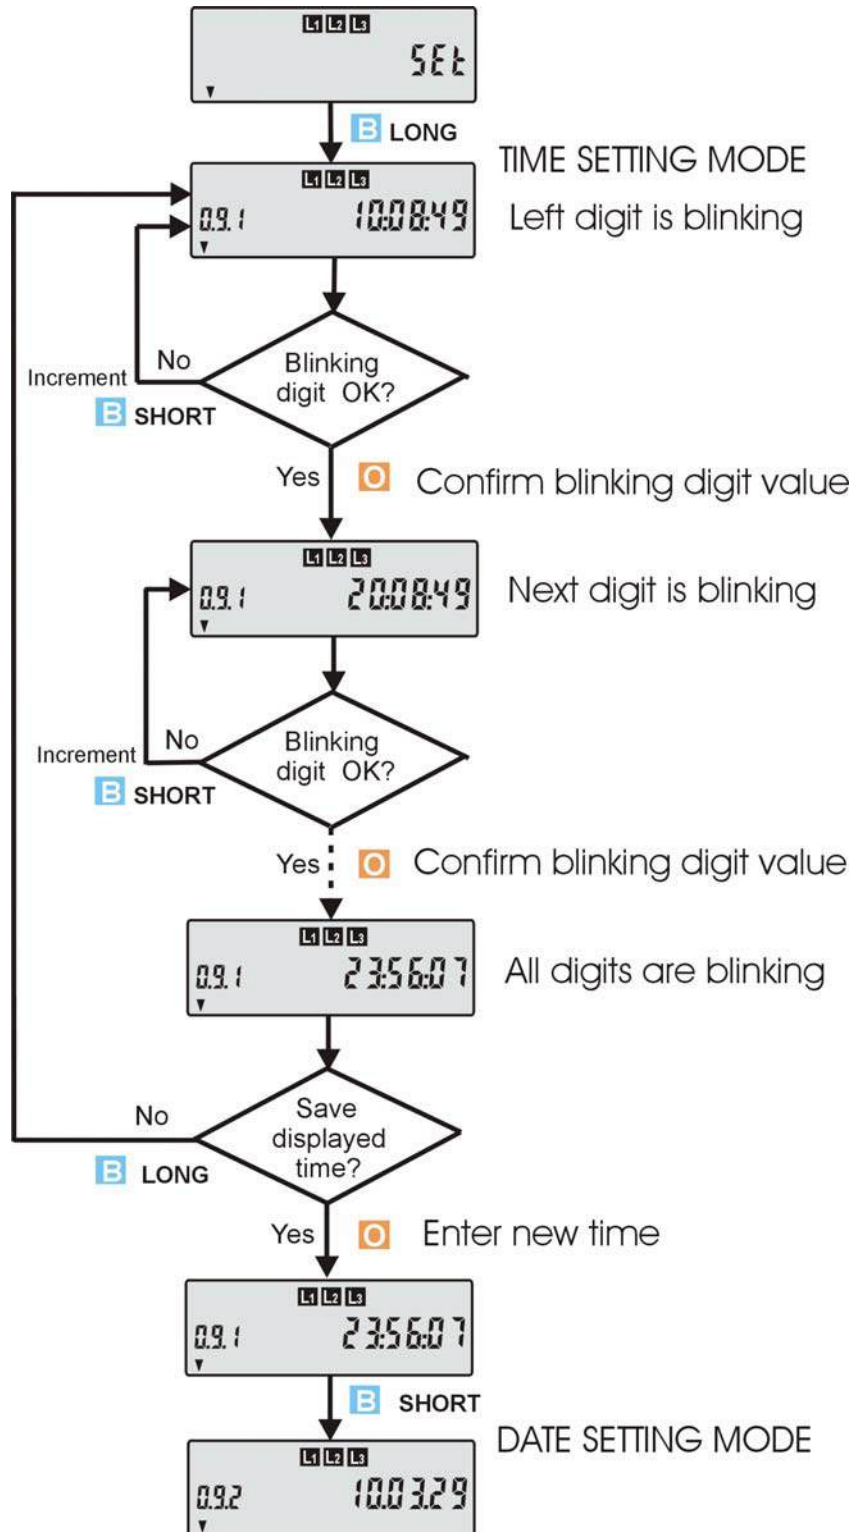 L1 L2 L3
SEt
B LONG
TIME SETTING MODE
L1 L2 L3
0.9.1 10:08:49
Left digit is blinking
Blinking
digit OK?
No
Increment
B SHORT
Yes O Confirm blinking digit value
L1 L2 L3
0.9.1 20:08:49
Next digit is blinking
Blinking
digit OK?
No
Increment
B SHORT
Yes O Confirm blinking digit value
L1 L2 L3
0.9.1 23:56:07
All digits are blinking
Save
displayed
time?
No
B LONG
Yes O Enter new time
L1 L2 L3
0.9.1 23:56:07
B SHORT
DATE SETTING MODE
L1 L2 L3
0.9.2 10.03.29